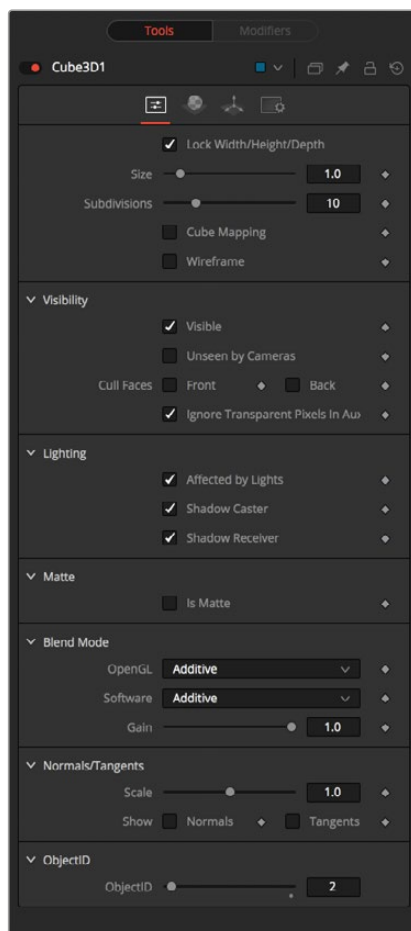 Tools Modifiers
Cube3D1
Lock Width/Height/Depth
Size 1.0
Subdivisions 10
Cube Mapping
Wireframe
Visibility
Visible
Unseen by Cameras
Cull Faces Front Back
Ignore Transparent Pixels In Au
Lighting
Affected by Lights
Shadow Caster
Shadow Receiver
Matte
Is Matte
Blend Mode
OpenGL Additive
Software Additive
Gain 1.0
Normals/Tangents
Scale 1.0
Show Normals Tangents
ObjectID
ObjectID 2